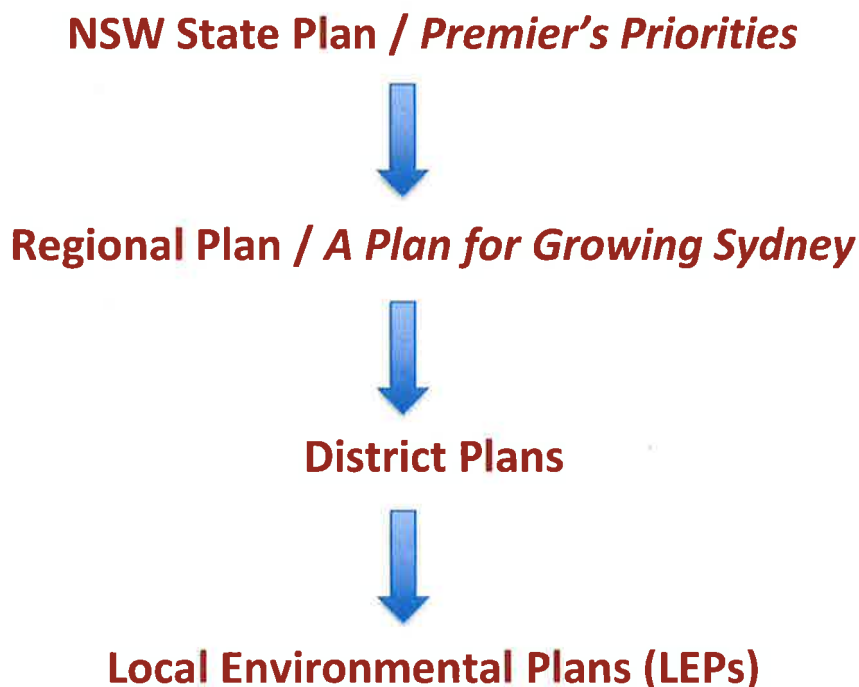 NSW State Plan / Premier’s Priorities
Regional Plan / A Plan for Growing Sydney
District Plans
Local Environmental Plans (LEPs)